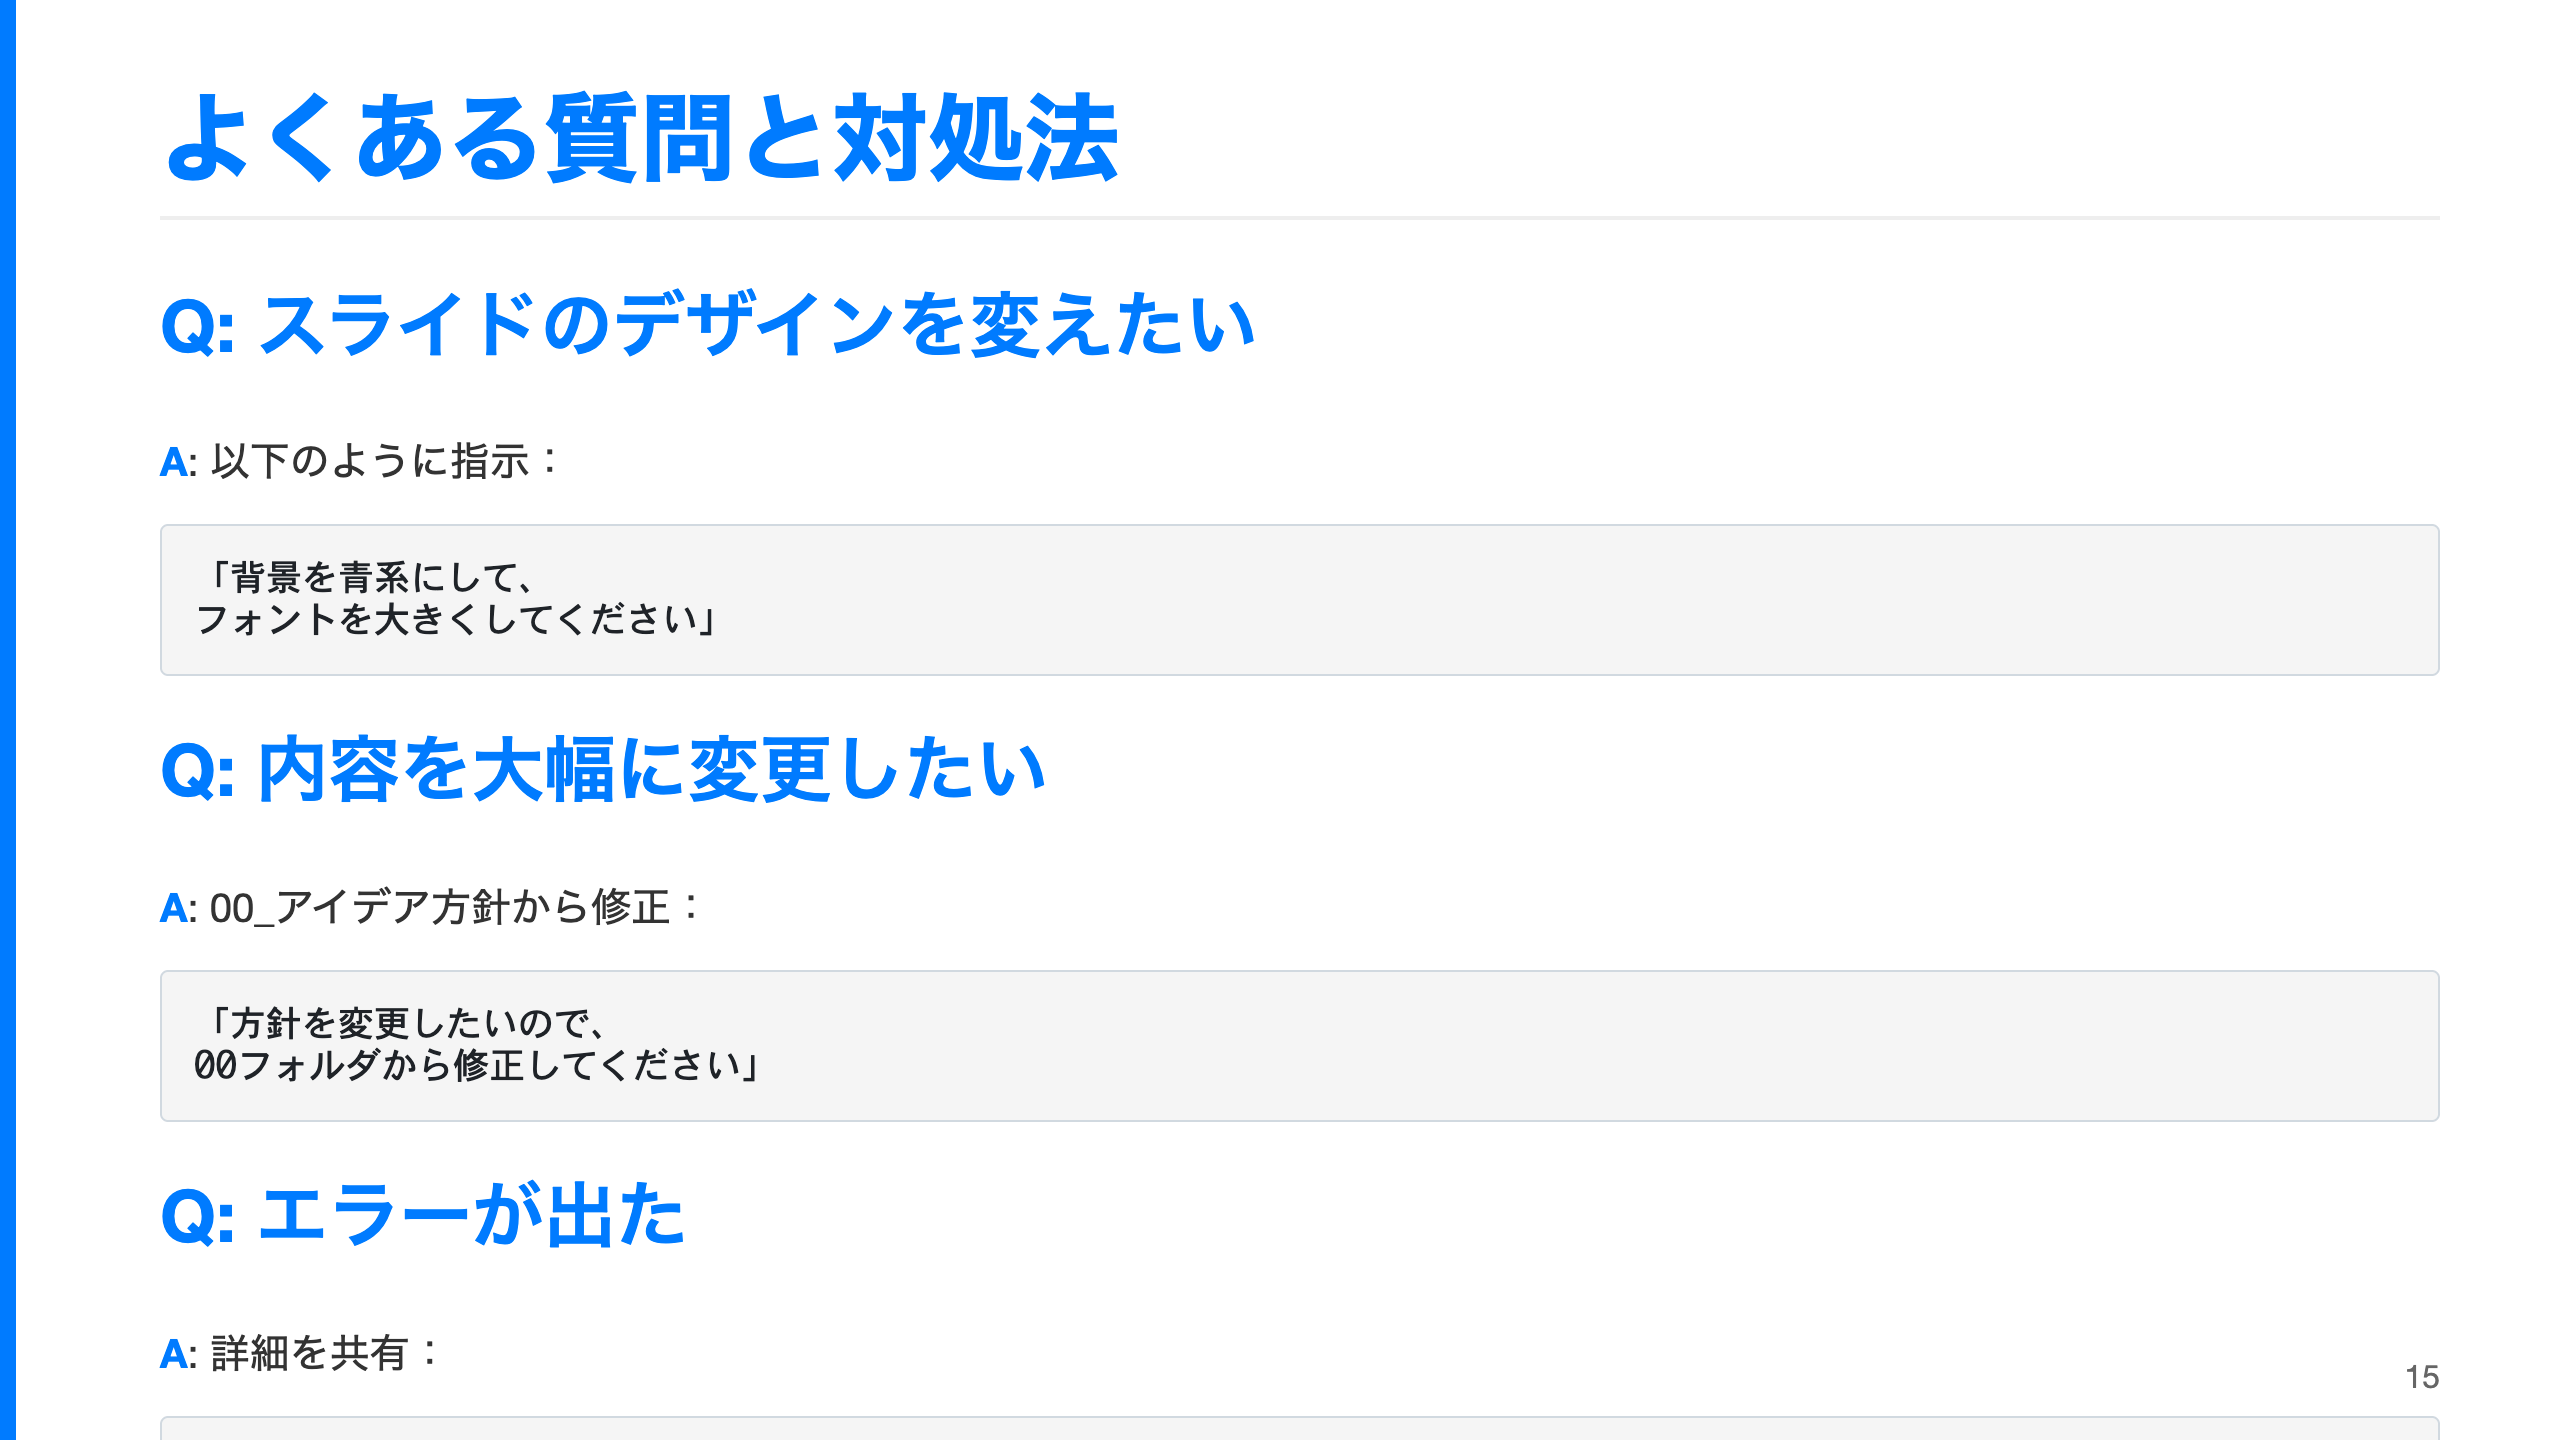 よくある質問と対処法
Q: スライドのデザインを変えたい
A: 以下のように指示：
「背景を青系にして、
フォントを大きくしてください」
Q: 内容を大幅に変更したい
A: 00_アイデア方針から修正：
「方針を変更したいので、
00フォルダから修正してください」
Q: エラーが出た
A: 詳細を共有：
15